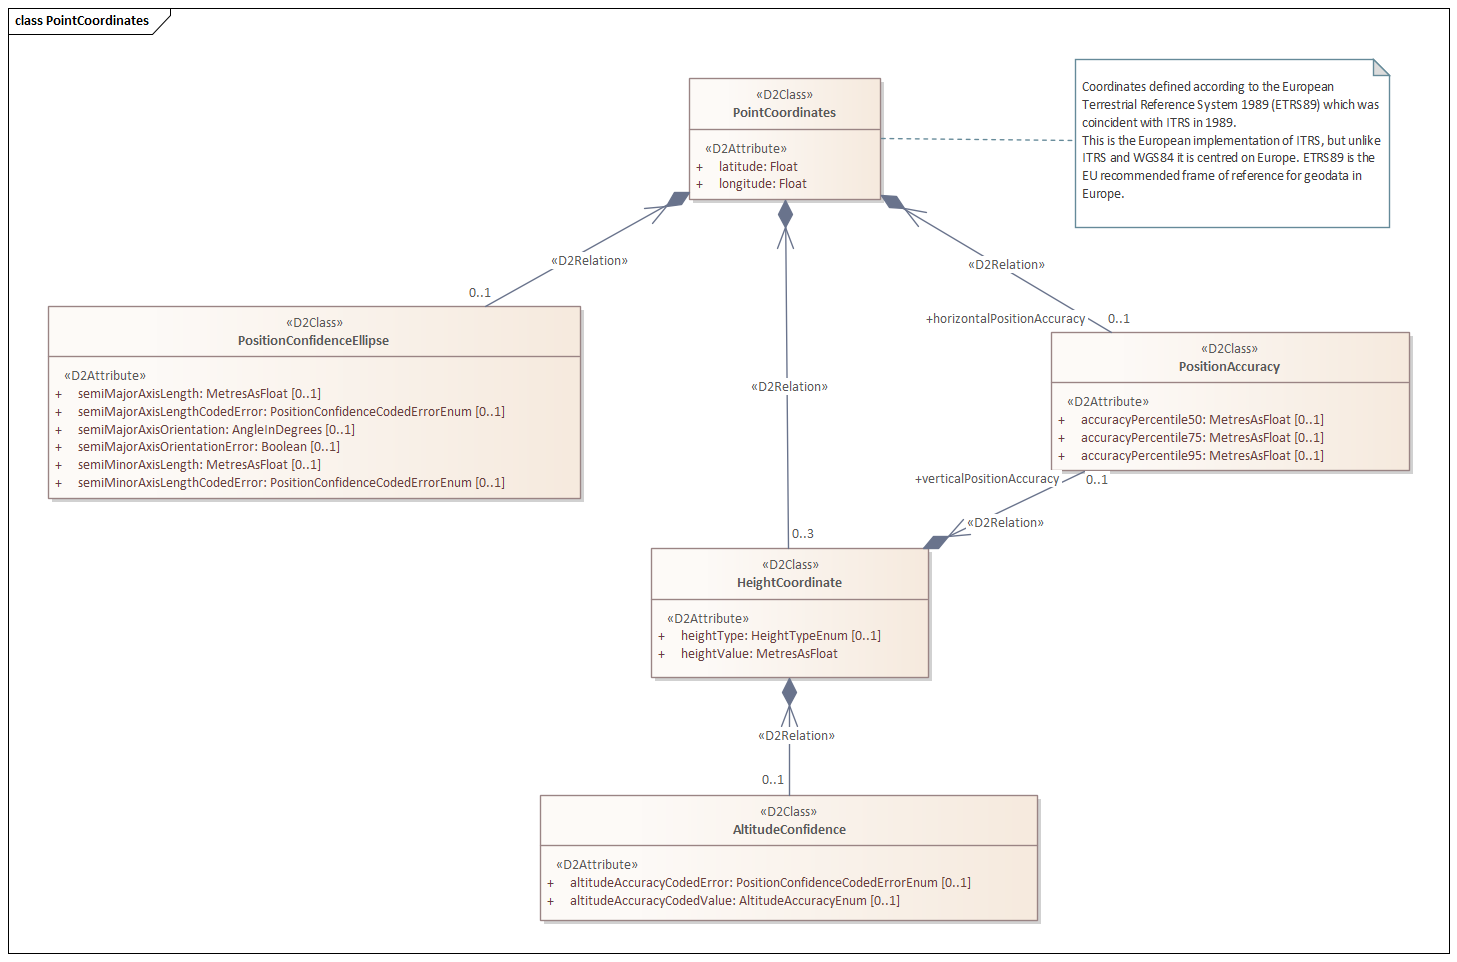 class PointCoordinates
«D2Class»
PointCoordinates
«D2Attribute»
+ latitude: Float
+ longitude: Float
Coordinates defined according to the European
Terrestrial Reference System 1989 (ETRS89) which was
coincident with ITRS in 1989.
This is the European implementation of ITRS, but unlike
ITRS and WGS84 it is centred on Europe. ETRS89 is the
EU recommended frame of reference for geodata in
Europe.
«D2Relation»
0..1
«D2Relation»
+horizontalPositionAccuracy
0..1
«D2Class»
PositionConfidenceEllipse
«D2Attribute»
+ semiMajorAxisLength: MetresAsFloat [0..1]
+ semiMajorAxisLengthCodedError: PositionConfidenceCodedErrorEnum [0..1]
+ semiMajorAxisOrientation: AngleInDegrees [0..1]
+ semiMajorAxisOrientationError: Boolean [0..1]
+ semiMinorAxisLength: MetresAsFloat [0..1]
+ semiMinorAxisLengthCodedError: PositionConfidenceCodedErrorEnum [0..1]
«D2Relation»
0..3
«D2Class»
PositionAccuracy
«D2Attribute»
+ accuracyPercentile50: MetresAsFloat [0..1]
+ accuracyPercentile75: MetresAsFloat [0..1]
+ accuracyPercentile95: MetresAsFloat [0..1]
+verticalPositionAccuracy
0..1
«D2Relation»
«D2Class»
HeightCoordinate
«D2Attribute»
+ heightType: HeightTypeEnum [0..1]
+ heightValue: MetresAsFloat
«D2Relation»
0..1
«D2Class»
AltitudeConfidence
«D2Attribute»
+ altitudeAccuracyCodedError: PositionConfidenceCodedErrorEnum [0..1]
+ altitudeAccuracyCodedValue: AltitudeAccuracyEnum [0..1]